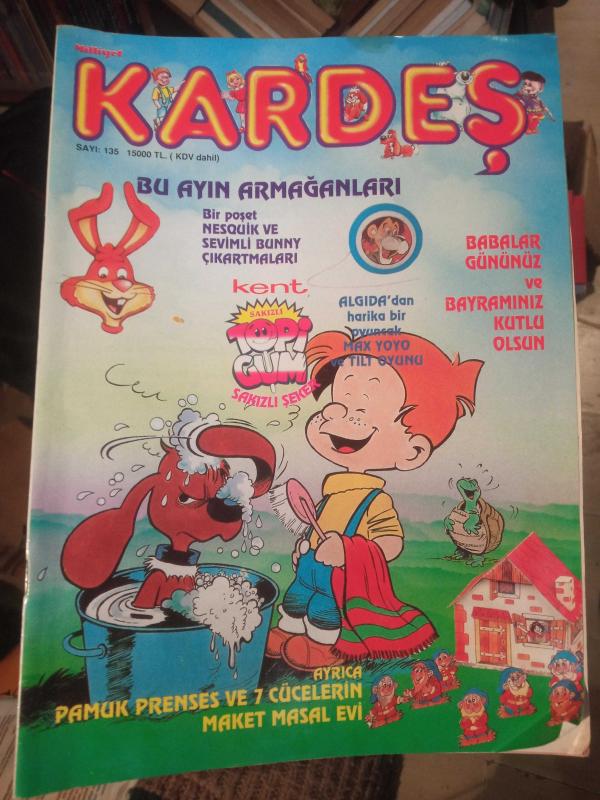 Milliyet
KARDEŞ
SAYI: 135 15000 TL. ( KDV dahil)
BU AYIN ARMAĞANLARI
Bir poşet
NESQUİK VE
SEVİMLİ BUNNY
ÇIKARTMALARI
kent
SAKIZLI
TOPİ
GUM
SAKIZLI ŞEKER
ALGIDA'dan
harika bir
oyuncak
MAX YOYO
ve TİLT OYUNU
BABALAR
GÜNÜNÜZ
ve
BAYRAMINIZ
KUTLU
OLSUN
AYRICA
PAMUK PRENSES VE 7 CÜCELERİN
MAKET MASAL EVİ